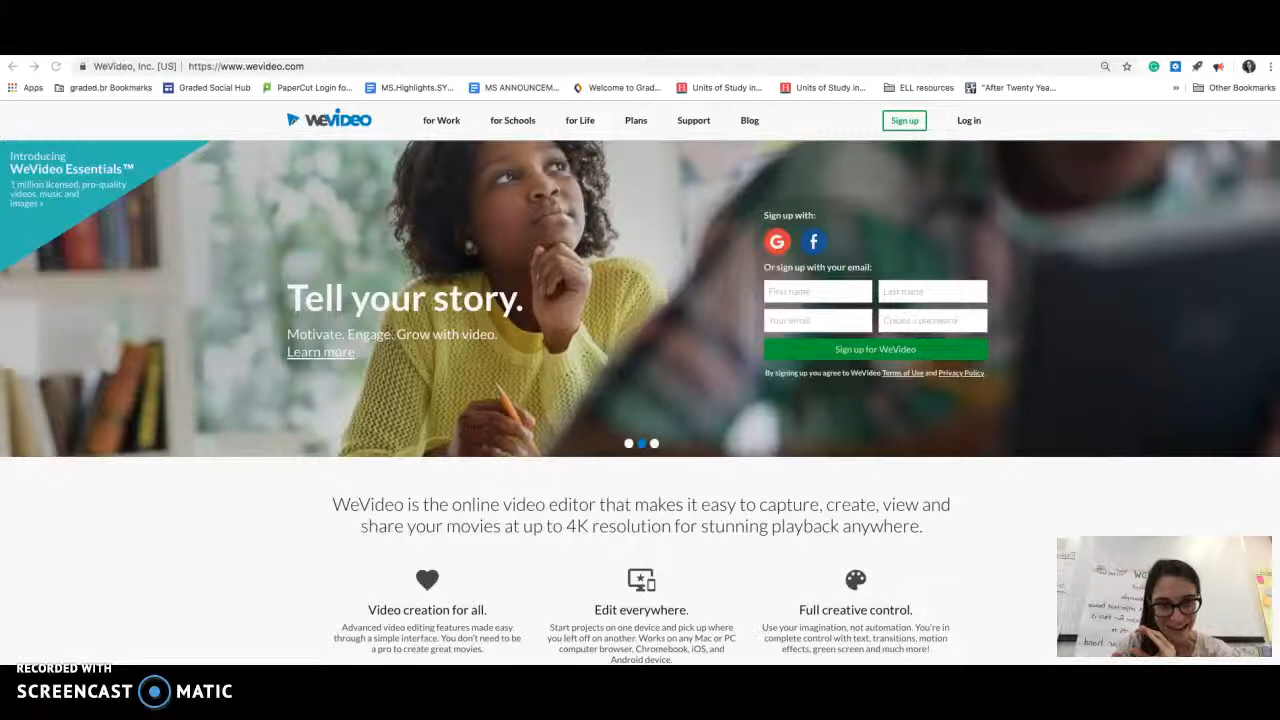 WeVideo, Inc. [US] | https://www.wevideo.com
Apps graded.br Bookmarks Graded Social Hub PaperCut Login fo... MS.Highlights.SY... MS ANNOUNCEM... Welcome to Grad... Units of Study in... Units of Study in... ELL resources "After Twenty Yea... » Other Bookmarks
WEVIDEO for Work for Schools for Life Plans Support Blog Sign up Log in
Introducing
WeVideo Essentials™
1 million licensed, pro-quality
videos, music and
images »
Tell your story.
Motivate. Engage. Grow with video.
Learn more
Sign up with:
G f
Or sign up with your email:
First name Last name
Your email Create a password
Sign up for WeVideo
By signing up you agree to WeVideo Terms of Use and Privacy Policy
WeVideo is the online video editor that makes it easy to capture, create, view and
share your movies at up to 4K resolution for stunning playback anywhere.
Video creation for all.
Advanced video editing features made easy
through a simple interface. You don't need to be
a pro to create great movies.
Edit everywhere.
Start projects on one device and pick up where
you left off on another. Works on any Mac or PC
computer browser, Chromebook, iOS, and
Android device.
Full creative control.
Use your imagination, not automation. You're in
complete control with text, transitions, motion
effects, green screen and much more!
RECORDED WITH
SCREENCAST MATIC